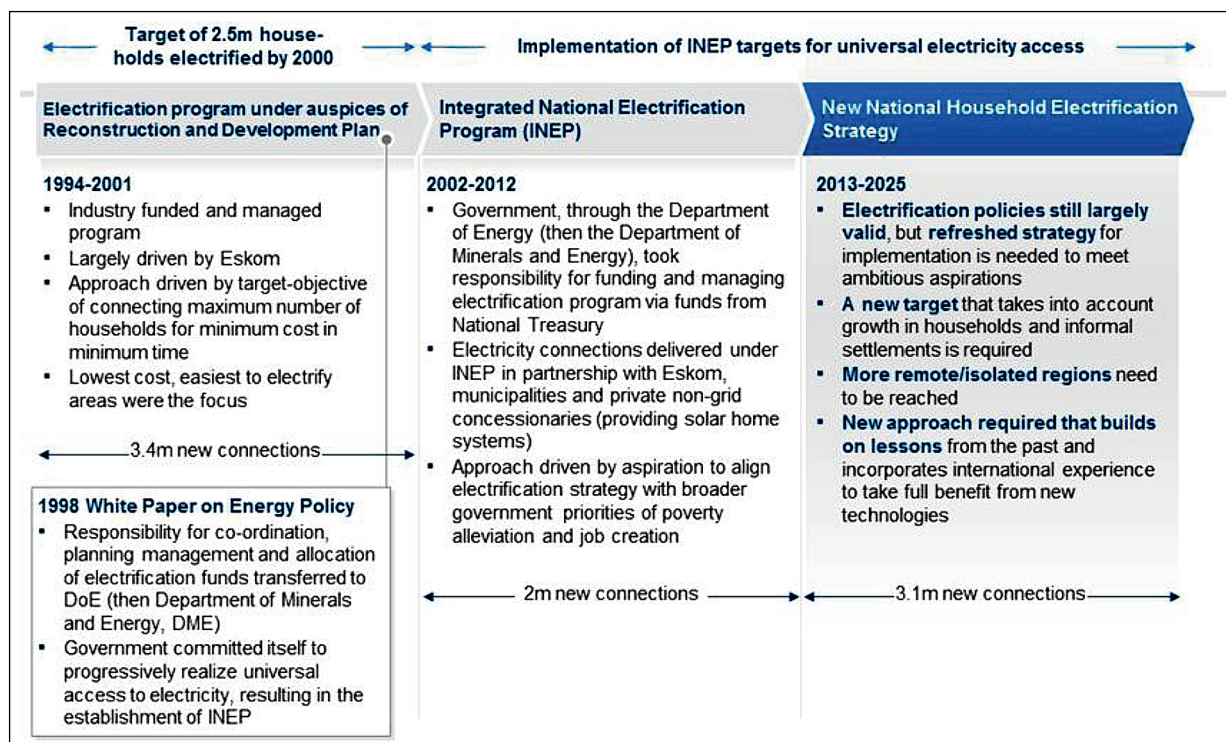 Target of 2.5m house-
holds electrified by 2000
Implementation of INEP targets for universal electricity access
Electrification program under auspices of
Reconstruction and Development Plan
Integrated National Electrification
Program (INEP)
New National Household Electrification
Strategy
1994-2001
▪ Industry funded and managed
program
▪ Largely driven by Eskom
▪ Approach driven by target-objective
of connecting maximum number of
households for minimum cost in
minimum time
▪ Lowest cost, easiest to electrify
areas were the focus
3.4m new connections
1998 White Paper on Energy Policy
▪ Responsibility for co-ordination,
planning management and allocation
of electrification funds transferred to
DoE (then Department of Minerals
and Energy, DME)
▪ Government committed itself to
progressively realize universal
access to electricity, resulting in the
establishment of INEP
2002-2012
▪ Government, through the Department
of Energy (then the Department of
Minerals and Energy), took
responsibility for funding and managing
electrification program via funds from
National Treasury
▪ Electricity connections delivered under
INEP in partnership with Eskom,
municipalities and private non-grid
concessionaries (providing solar home
systems)
▪ Approach driven by aspiration to align
electrification strategy with broader
government priorities of poverty
alleviation and job creation
2m new connections
2013-2025
▪ Electrification policies still largely
valid, but refreshed strategy for
implementation is needed to meet
ambitious aspirations
▪ A new target that takes into account
growth in households and informal
settlements is required
▪ More remote/isolated regions need
to be reached
▪ New approach required that builds
on lessons from the past and
incorporates international experience
to take full benefit from new
technologies
3.1m new connections